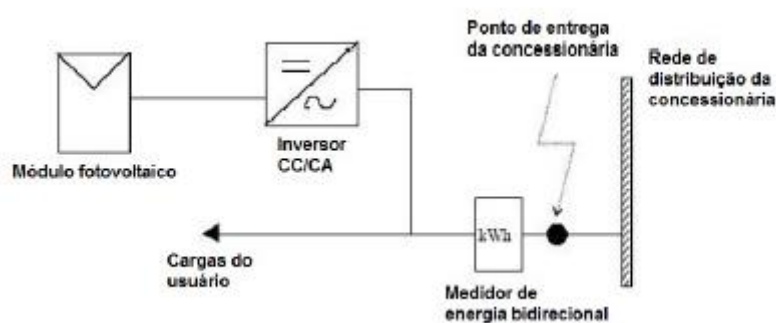 Ponto de entrega
da concessionária
Rede de
distribuição da
concessionária
Inversor
CC/CA
Módulo fotovoltaico
kWh
Cargas do
usuário
Medidor de
energia bidirecional